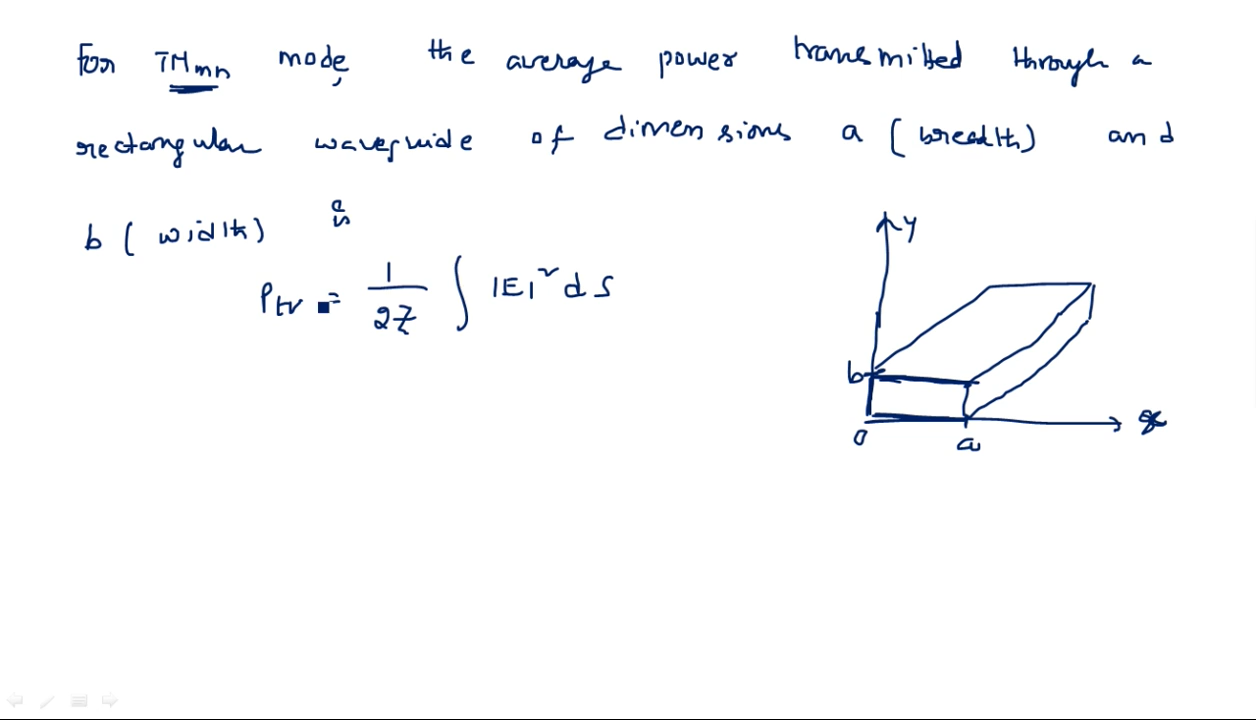 For TMmn mode, the average power transmitted through a
rectangular waveguide of dimensions a (breadth) and
b (width) as
Ptr = 1/2Z ∫ |E|² dS
y
b
0
a
x